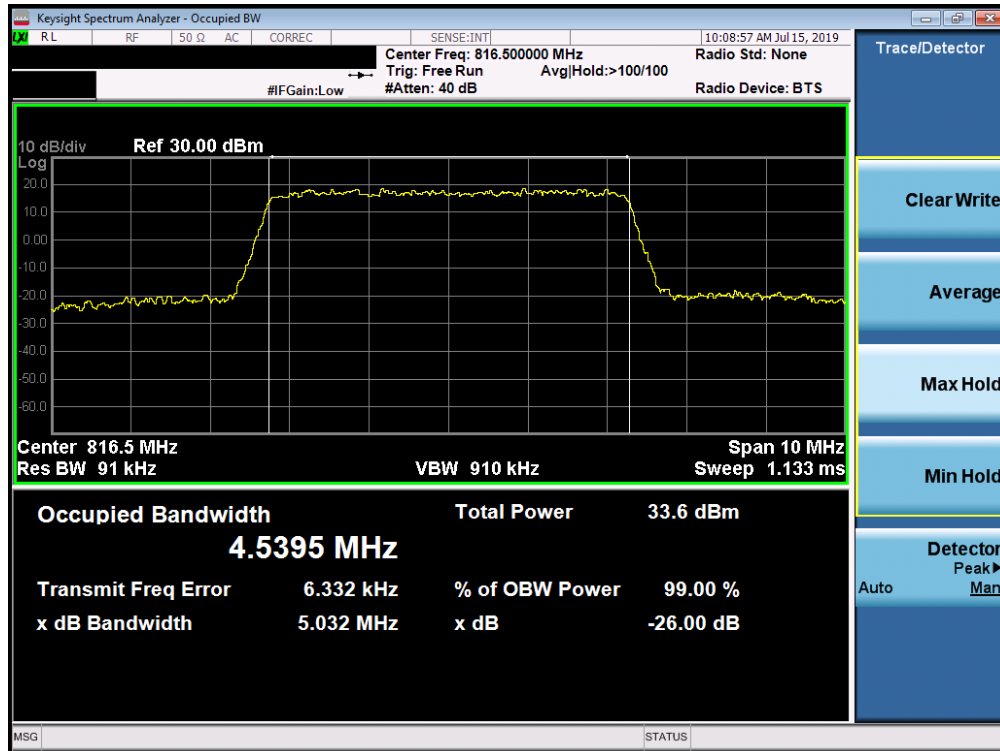 Keysight Spectrum Analyzer - Occupied BW
LXI RL RF 50 Ω AC CORREC SENSE:INT 10:08:57 AM Jul 15, 2019
Center Freq: 816.500000 MHz Radio Std: None
Trig: Free Run Avg|Hold:>100/100
#IFGain:Low #Atten: 40 dB Radio Device: BTS
Trace/Detector
10 dB/div Ref 30.00 dBm
Log
20.0
10.0
0.00
-10.0
-20.0
-30.0
-40.0
-50.0
-60.0
Center 816.5 MHz Span 10 MHz
Res BW 91 kHz VBW 910 kHz Sweep 1.133 ms
Occupied Bandwidth Total Power 33.6 dBm
4.5395 MHz
Transmit Freq Error 6.332 kHz % of OBW Power 99.00 %
x dB Bandwidth 5.032 MHz x dB -26.00 dB
Clear Write
Average
Max Hold
Min Hold
Detector
Peak▶
Auto Man
MSG STATUS